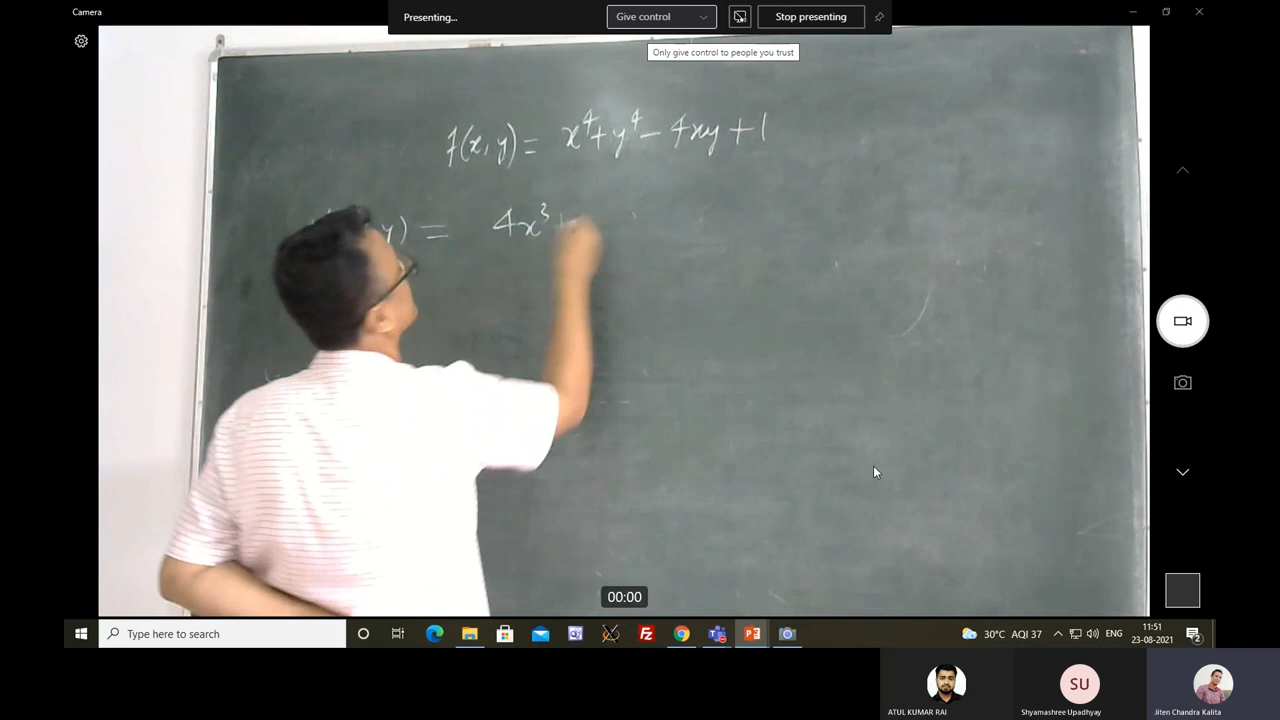 Camera
Presenting...
Give control
Stop presenting
Only give control to people you trust
f(x, y) = x⁴ + y⁴ - 4xy + 1
y) = 4x³ +
00:00
Type here to search
30°C AQI 37
ENG
11:51
23-08-2021
2
SU
ATUL KUMAR RAI
Shyamashree Upadhyay
Jiten Chandra Kalita